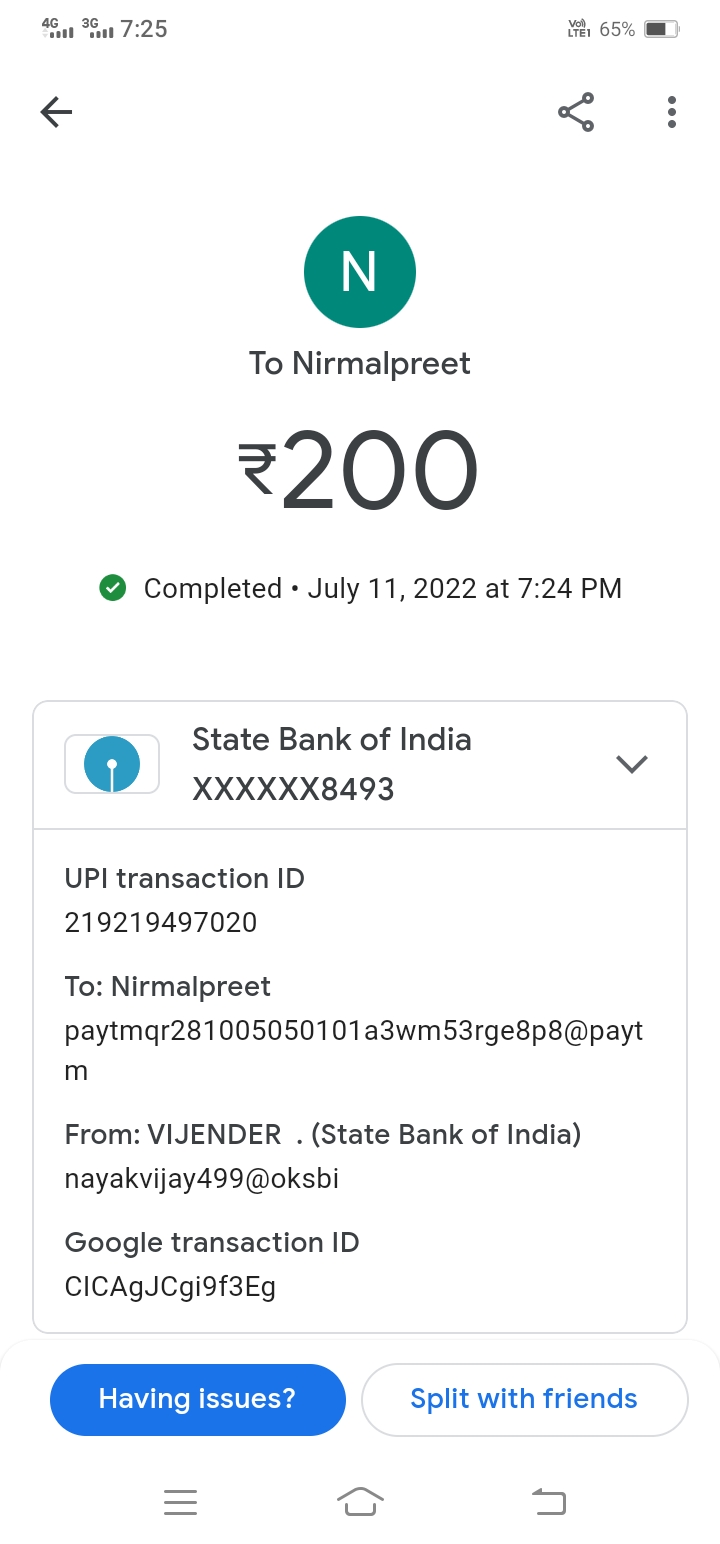 4G 3G 7:25 Vo) LTE1 65%
N
To Nirmalpreet
₹200
Completed • July 11, 2022 at 7:24 PM
State Bank of India
XXXXXX8493
UPI transaction ID
219219497020
To: Nirmalpreet
paytmqr281005050101a3wm53rge8p8@payt
m
From: VIJENDER . (State Bank of India)
nayakvijay499@oksbi
Google transaction ID
CICAgJCgi9f3Eg
Having issues? Split with friends